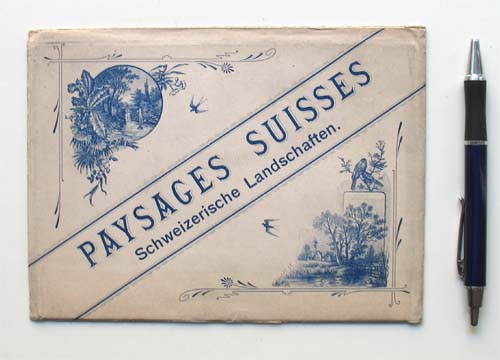 PAYSAGES SUISSES
Schweizerische Landschaften.